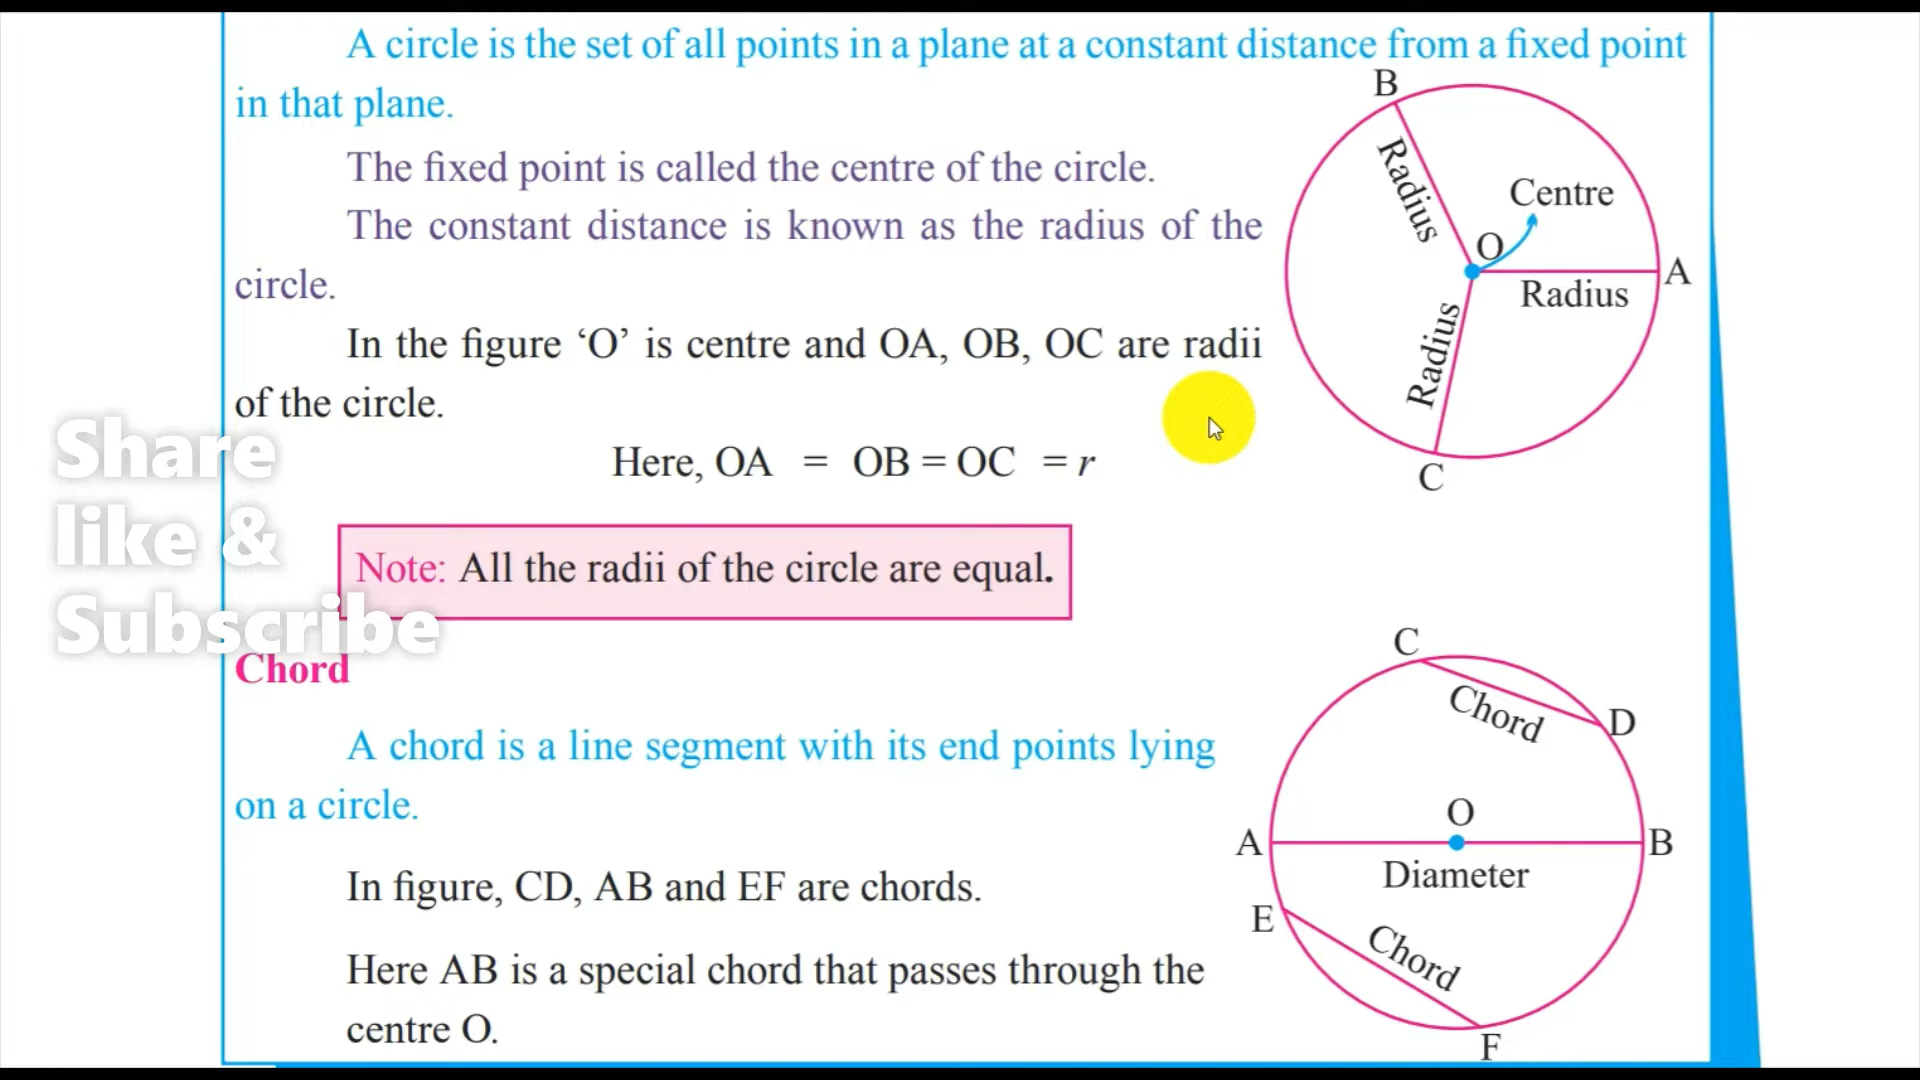 A circle is the set of all points in a plane at a constant distance from a fixed point
in that plane.
The fixed point is called the centre of the circle.
The constant distance is known as the radius of the
circle.
In the figure ‘O’ is centre and OA, OB, OC are radii
of the circle.
Here, OA = OB = OC = r
Note: All the radii of the circle are equal.
B
Radius
Centre
O
A
Radius
Radius
C
Share
like &
Subscribe
Chord
A chord is a line segment with its end points lying
on a circle.
In figure, CD, AB and EF are chords.
Here AB is a special chord that passes through the
centre O.
C
Chord
D
O
A
B
Diameter
E
Chord
F